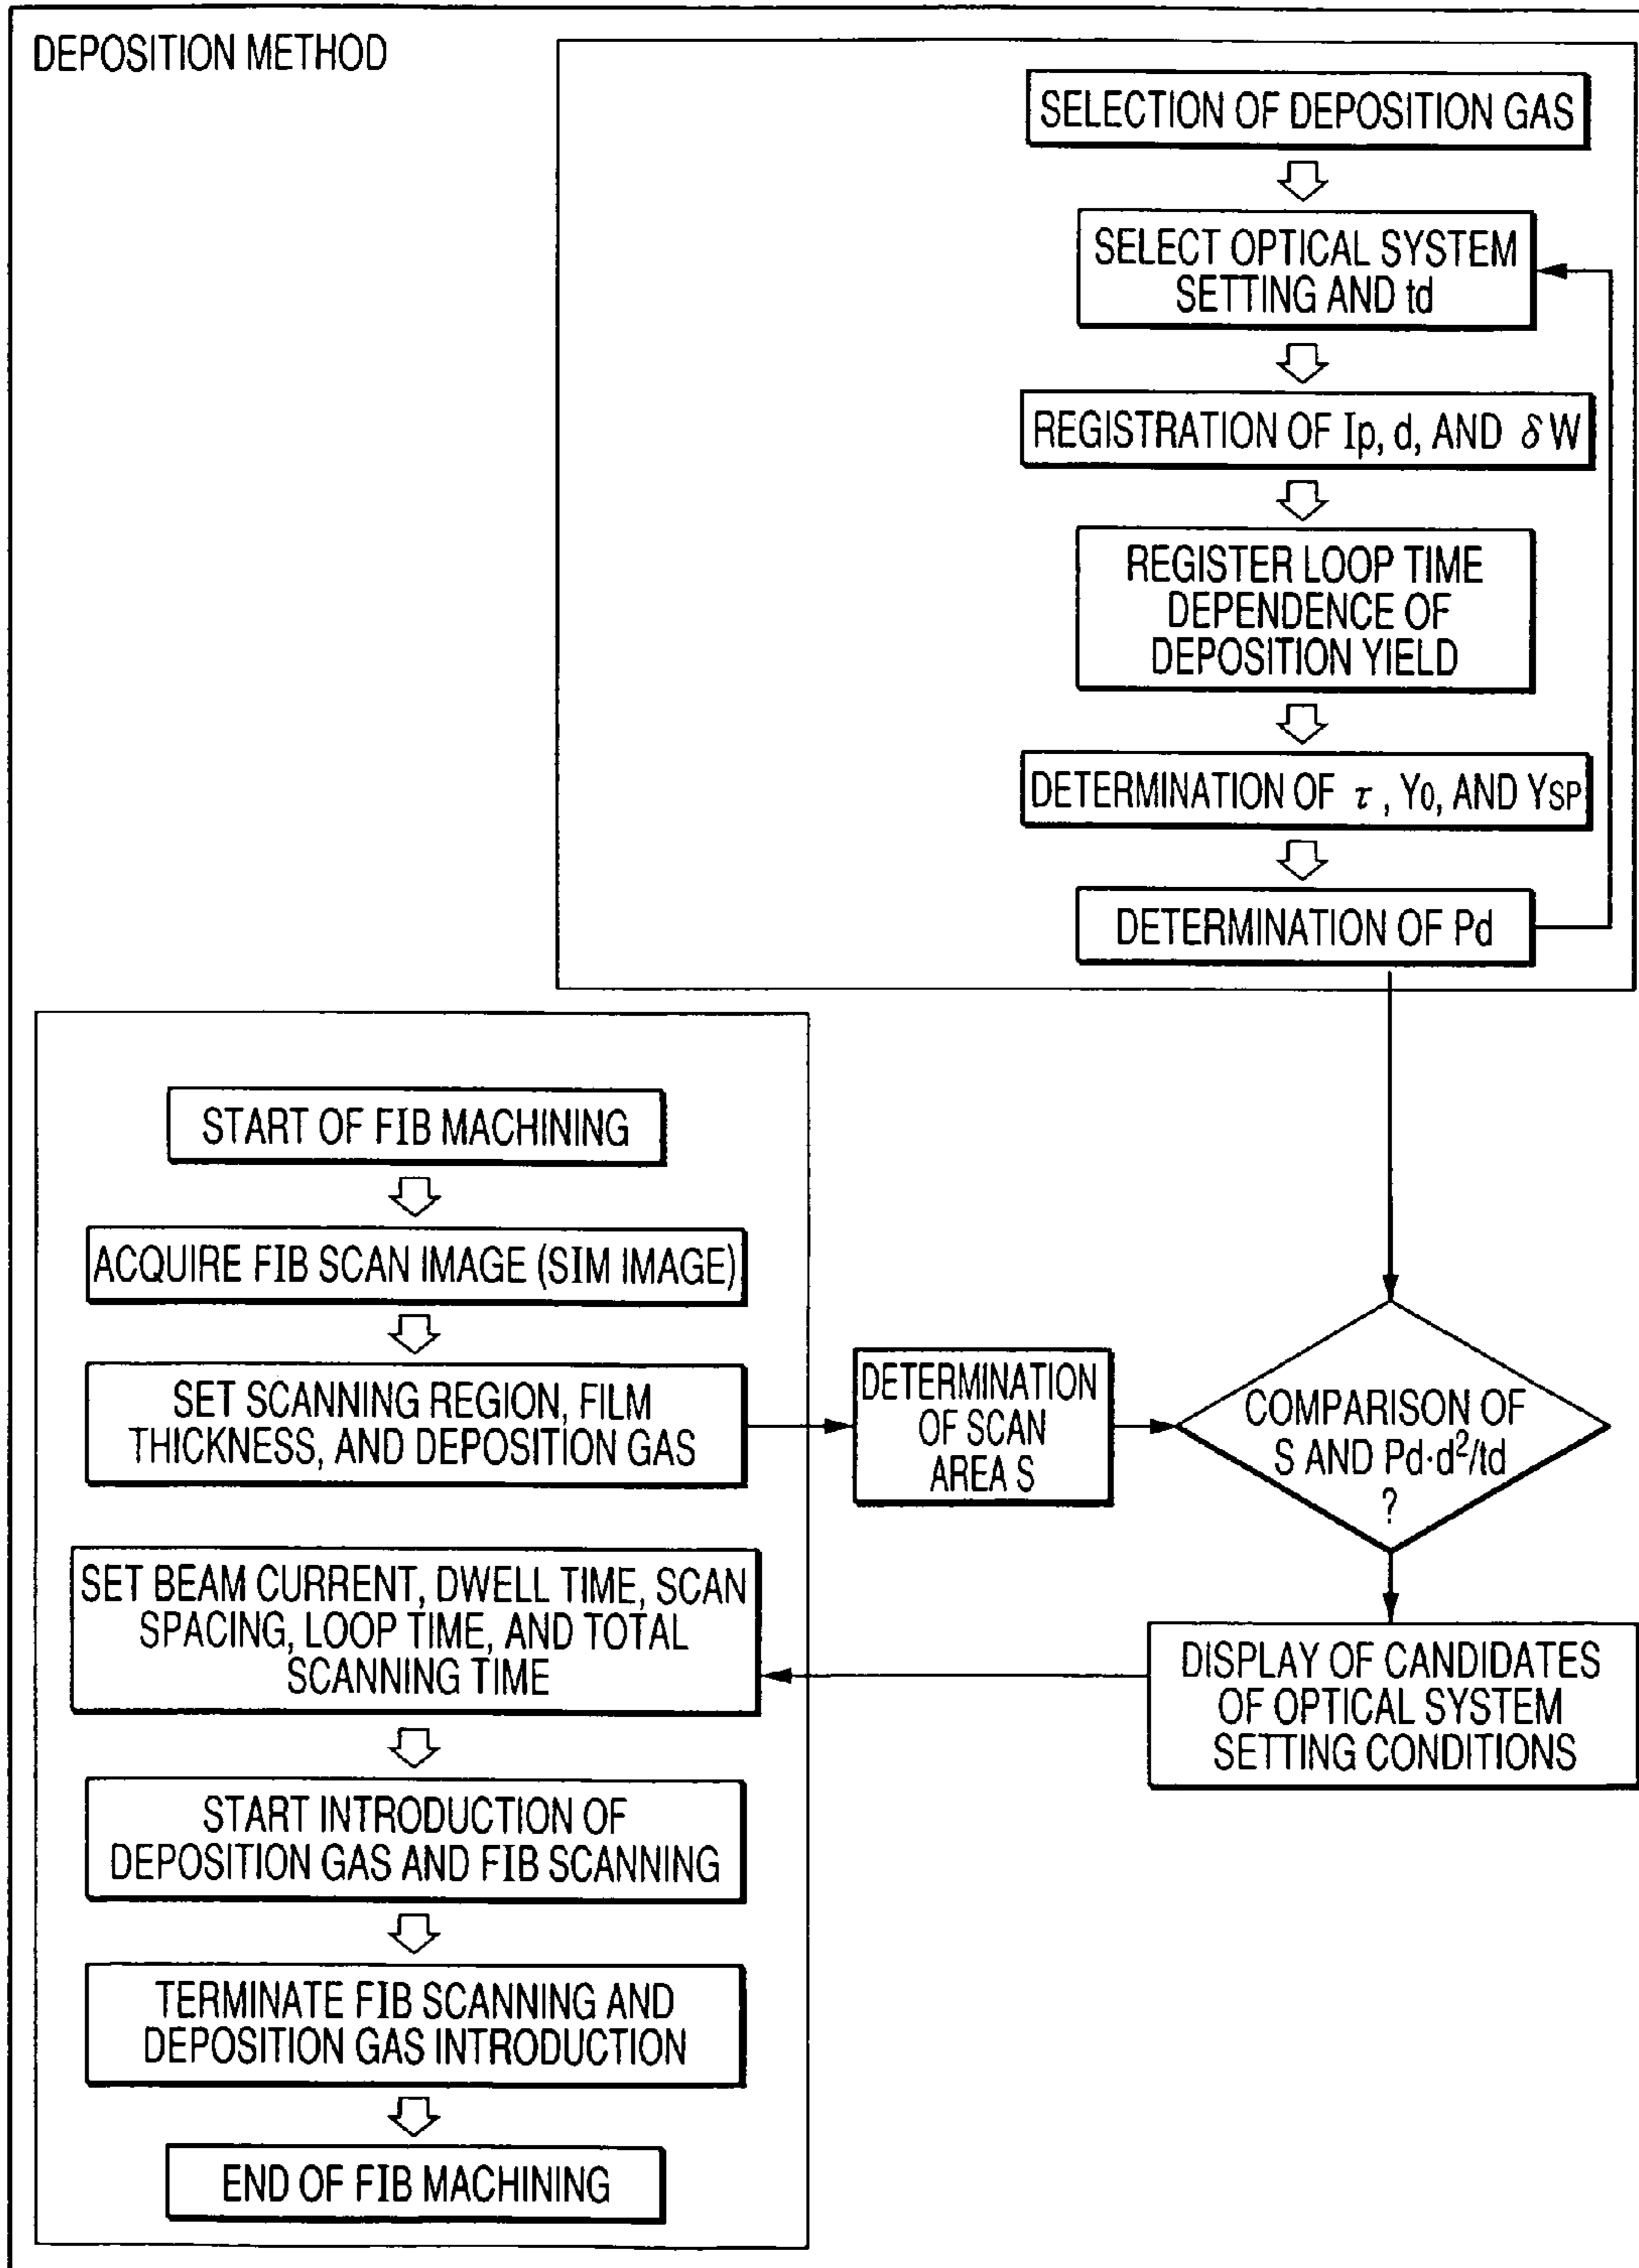 DEPOSITION METHOD
SELECTION OF DEPOSITION GAS
SELECT OPTICAL SYSTEM
SETTING AND td
REGISTRATION OF Ip, d, AND δW
REGISTER LOOP TIME
DEPENDENCE OF
DEPOSITION YIELD
DETERMINATION OF τ, Y0, AND YSP
DETERMINATION OF Pd
START OF FIB MACHINING
ACQUIRE FIB SCAN IMAGE (SIM IMAGE)
SET SCANNING REGION, FILM
THICKNESS, AND DEPOSITION GAS
DETERMINATION
OF SCAN
AREA S
COMPARISON OF
S AND Pd·d²/td
?
DISPLAY OF CANDIDATES
OF OPTICAL SYSTEM
SETTING CONDITIONS
SET BEAM CURRENT, DWELL TIME, SCAN
SPACING, LOOP TIME, AND TOTAL
SCANNING TIME
START INTRODUCTION OF
DEPOSITION GAS AND FIB SCANNING
TERMINATE FIB SCANNING AND
DEPOSITION GAS INTRODUCTION
END OF FIB MACHINING